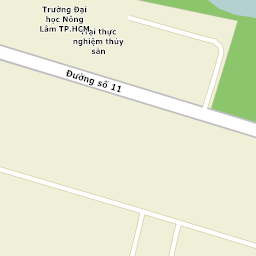 Trường Đại
học Nông
Lâm TP.HCM
Trại thực
nghiệm thủy
sản
Đường số 11